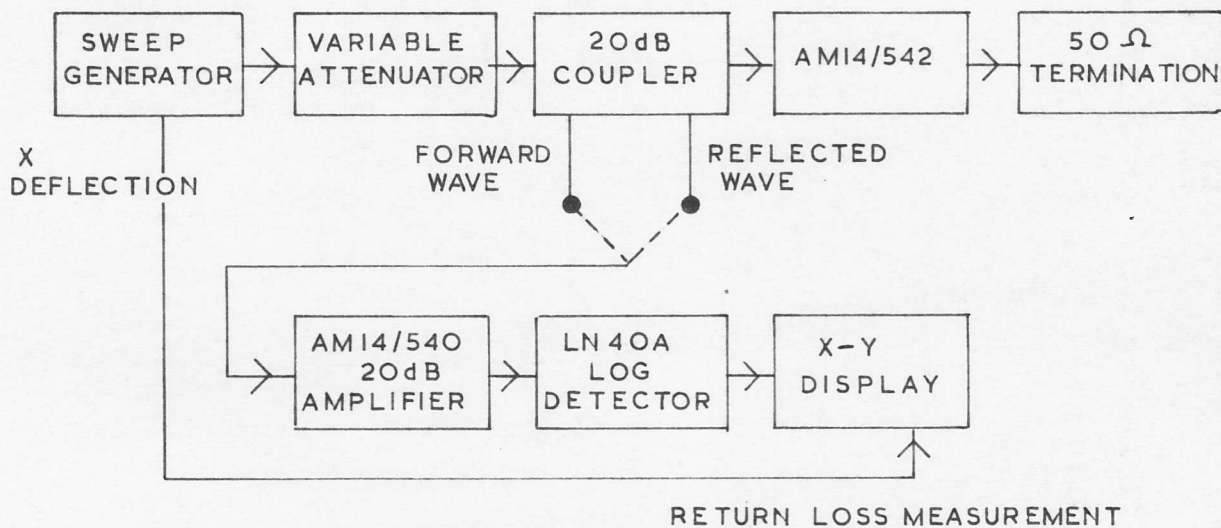 SWEEP
GENERATOR
VARIABLE
ATTENUATOR
20dB
COUPLER
AM14/542
50 Ω
TERMINATION
X
DEFLECTION
FORWARD
WAVE
REFLECTED
WAVE
AM14/540
20dB
AMPLIFIER
LN40A
LOG
DETECTOR
X-Y
DISPLAY
RETURN LOSS MEASUREMENT